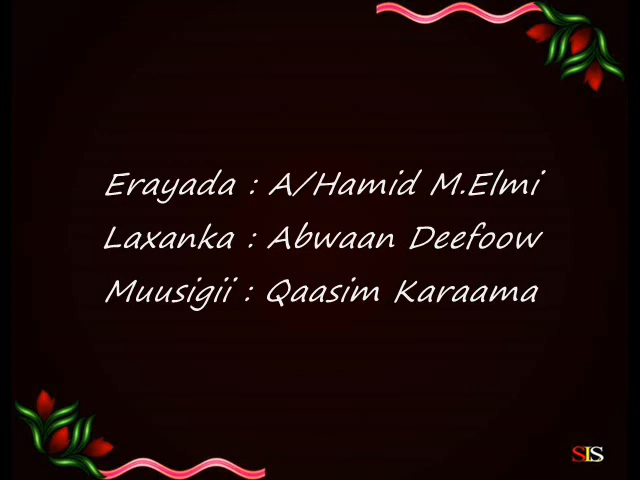 Erayada : A/Hamid M.Elmi
Laxanka : Abwaan Deefoow
Muusigii : Qaasim Karaama
SIS